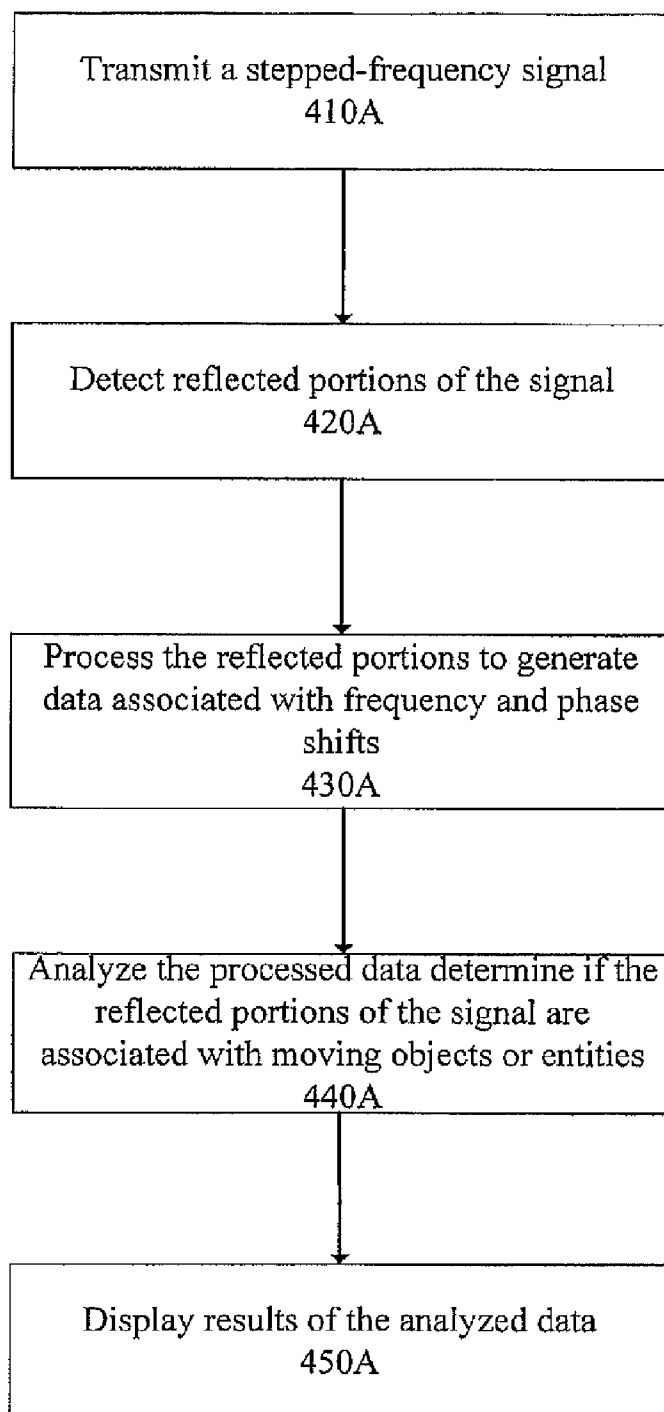 Transmit a stepped-frequency signal
410A
Detect reflected portions of the signal
420A
Process the reflected portions to generate
data associated with frequency and phase
shifts
430A
Analyze the processed data determine if the
reflected portions of the signal are
associated with moving objects or entities
440A
Display results of the analyzed data
450A